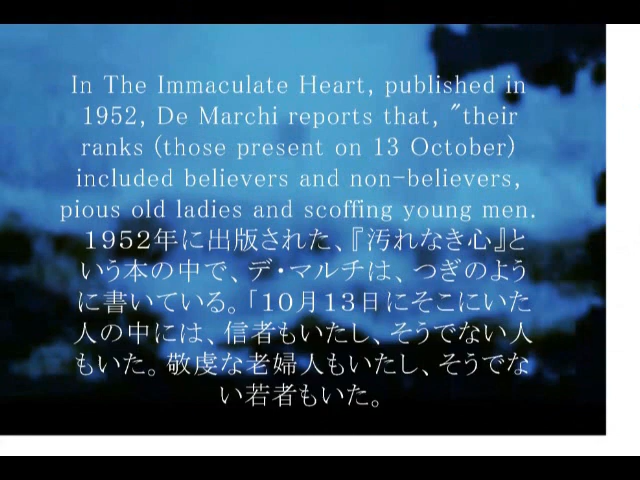 In The Immaculate Heart, published in
1952, De Marchi reports that, "their
ranks (those present on 13 October)
included believers and non-believers,
pious old ladies and scoffing young men.
１９５２年に出版された、『汚れなき心』と
いう本の中で、デ・マルチは、つぎのよう
に書いている。「１０月１３日にそこにいた
人の中には、信者もいたし、そうでない人
もいた。敬虔な老婦人もいたし、そうでな
い若者もいた。